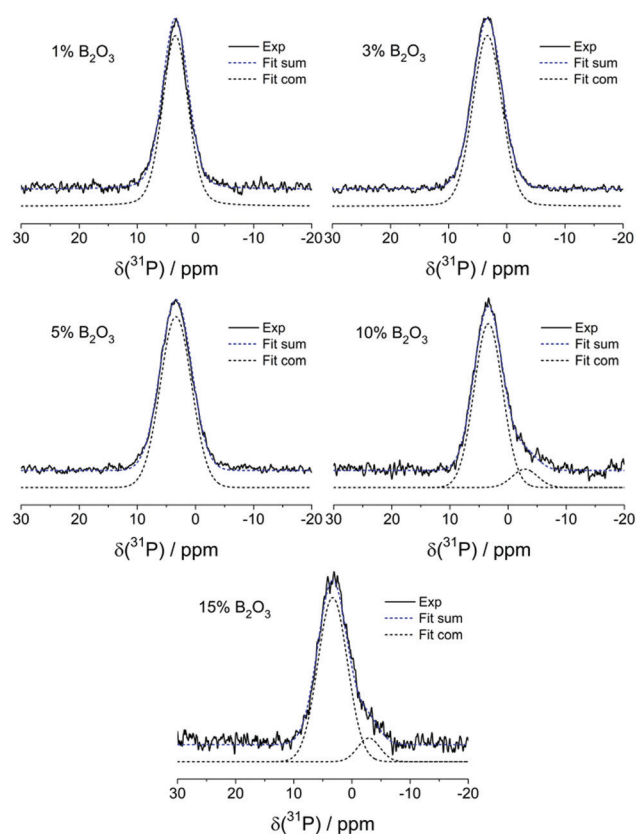 1% B₂O₃
Exp
Fit sum
Fit com
30 20 10 0 -10 -20
δ(³¹P) / ppm
3% B₂O₃
Exp
Fit sum
Fit com
30 20 10 0 -10 -20
δ(³¹P) / ppm
5% B₂O₃
Exp
Fit sum
Fit com
30 20 10 0 -10 -20
δ(³¹P) / ppm
10% B₂O₃
Exp
Fit sum
Fit com
30 20 10 0 -10 -20
δ(³¹P) / ppm
15% B₂O₃
Exp
Fit sum
Fit com
30 20 10 0 -10 -20
δ(³¹P) / ppm